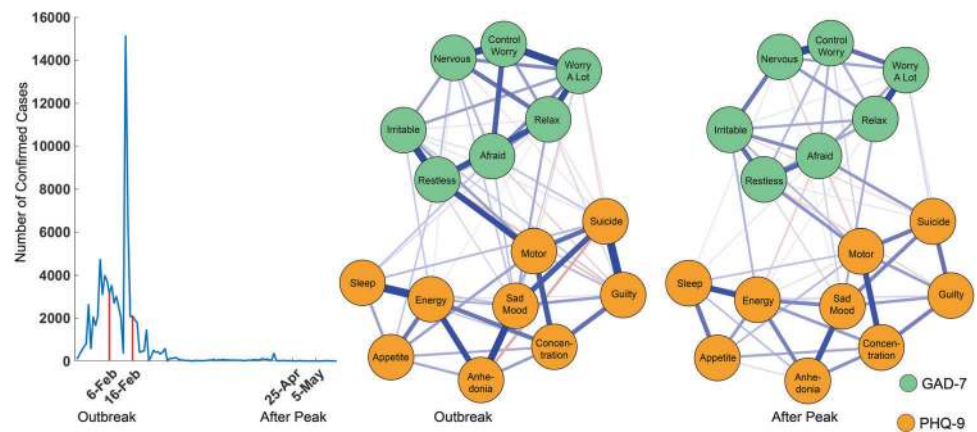 Number of Confirmed Cases
16000
14000
12000
10000
8000
6000
4000
2000
0
6-Feb
16-Feb
25-Apr
5-May
Outbreak
After Peak
Nervous
Control
Worry
Worry
A Lot
Irritable
Relax
Afraid
Restless
Suicide
Motor
Sleep
Energy
Sad
Mood
Guilty
Appetite
Concen-
tration
Anhe-
donia
Outbreak
Nervous
Control
Worry
Worry
A Lot
Irritable
Relax
Afraid
Restless
Suicide
Motor
Sleep
Energy
Sad
Mood
Guilty
Appetite
Concen-
tration
Anhe-
donia
After Peak
GAD-7
PHQ-9